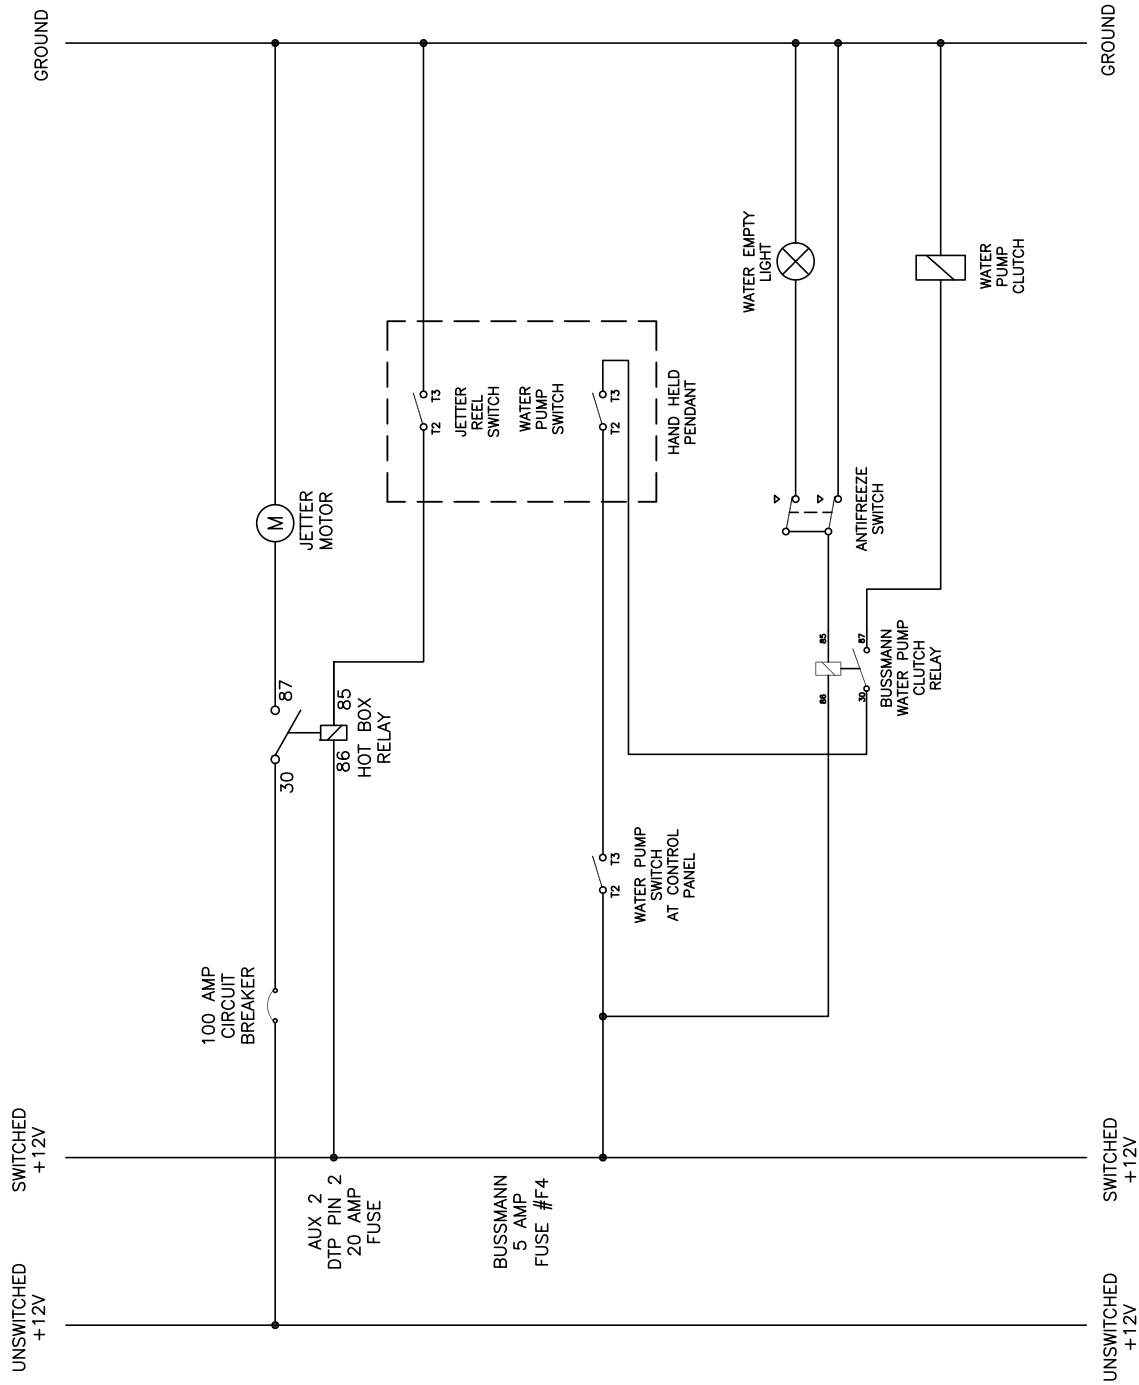 UNSWITCHED
+12V
SWITCHED
+12V
GROUND
100 AMP
CIRCUIT
BREAKER
30
87
JETTER
MOTOR
M
AUX 2
DTP PIN 2
20 AMP
FUSE
86
85
HOT BOX
RELAY
T2
T3
JETTER
REEL
SWITCH
BUSSMANN
5 AMP
FUSE #F4
T2
T3
WATER PUMP
SWITCH
AT CONTROL
PANEL
WATER
PUMP
SWITCH
T2
T3
HAND HELD
PENDANT
WATER EMPTY
LIGHT
86
85
ANTIFREEZE
SWITCH
30
87
BUSSMANN
WATER PUMP
CLUTCH
RELAY
WATER
PUMP
CLUTCH
UNSWITCHED
+12V
SWITCHED
+12V
GROUND